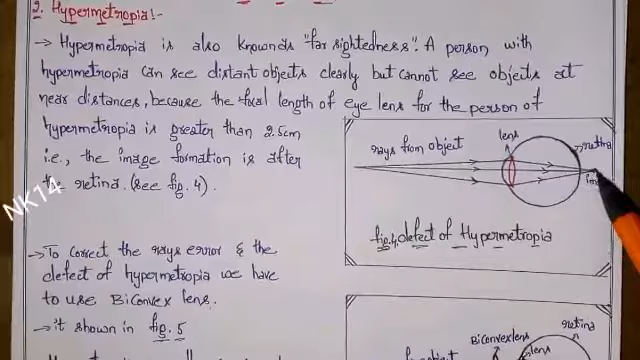 2. Hypermetropia:-
→ Hypermetropia is also known as "far sightedness". A person with
hypermetropia can see distant objects clearly but cannot see objects at
near distances, because the focal length of eye lens for the person of
hypermetropia is greater than 2.5cm
i.e., the image formation is after
the retina. (see fig. 4).
NK14
→ To correct the rays error & the
defect of hypermetropia we have
to use BiConvex lens.
→ it shown in fig. 5
rays from object
lens
retina
fig.4, defect of Hypermetropia
BiConvex lens
retina
lens